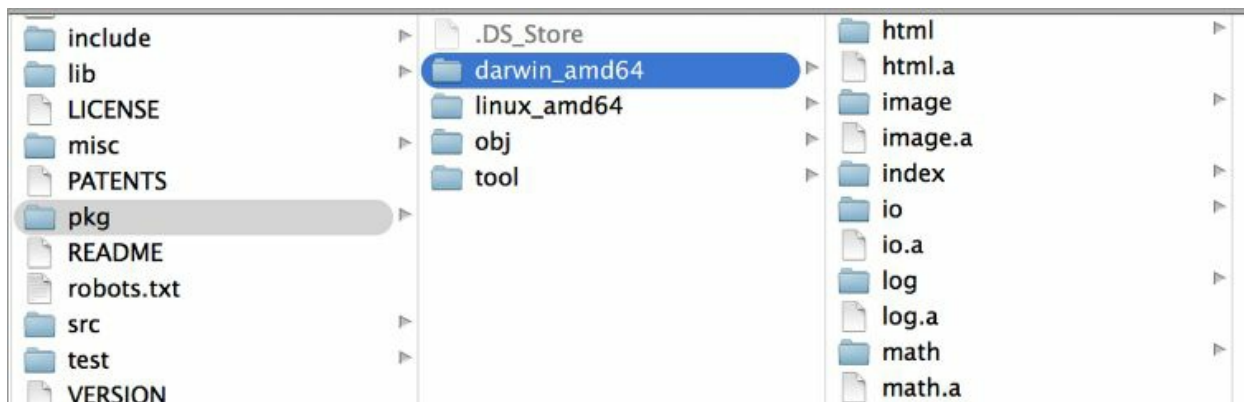 include
lib
LICENSE
misc
PATENTS
pkg
README
robots.txt
src
test
VERSION
.DS_Store
darwin_amd64
linux_amd64
obj
tool
html
html.a
image
image.a
index
io
io.a
log
log.a
math
math.a